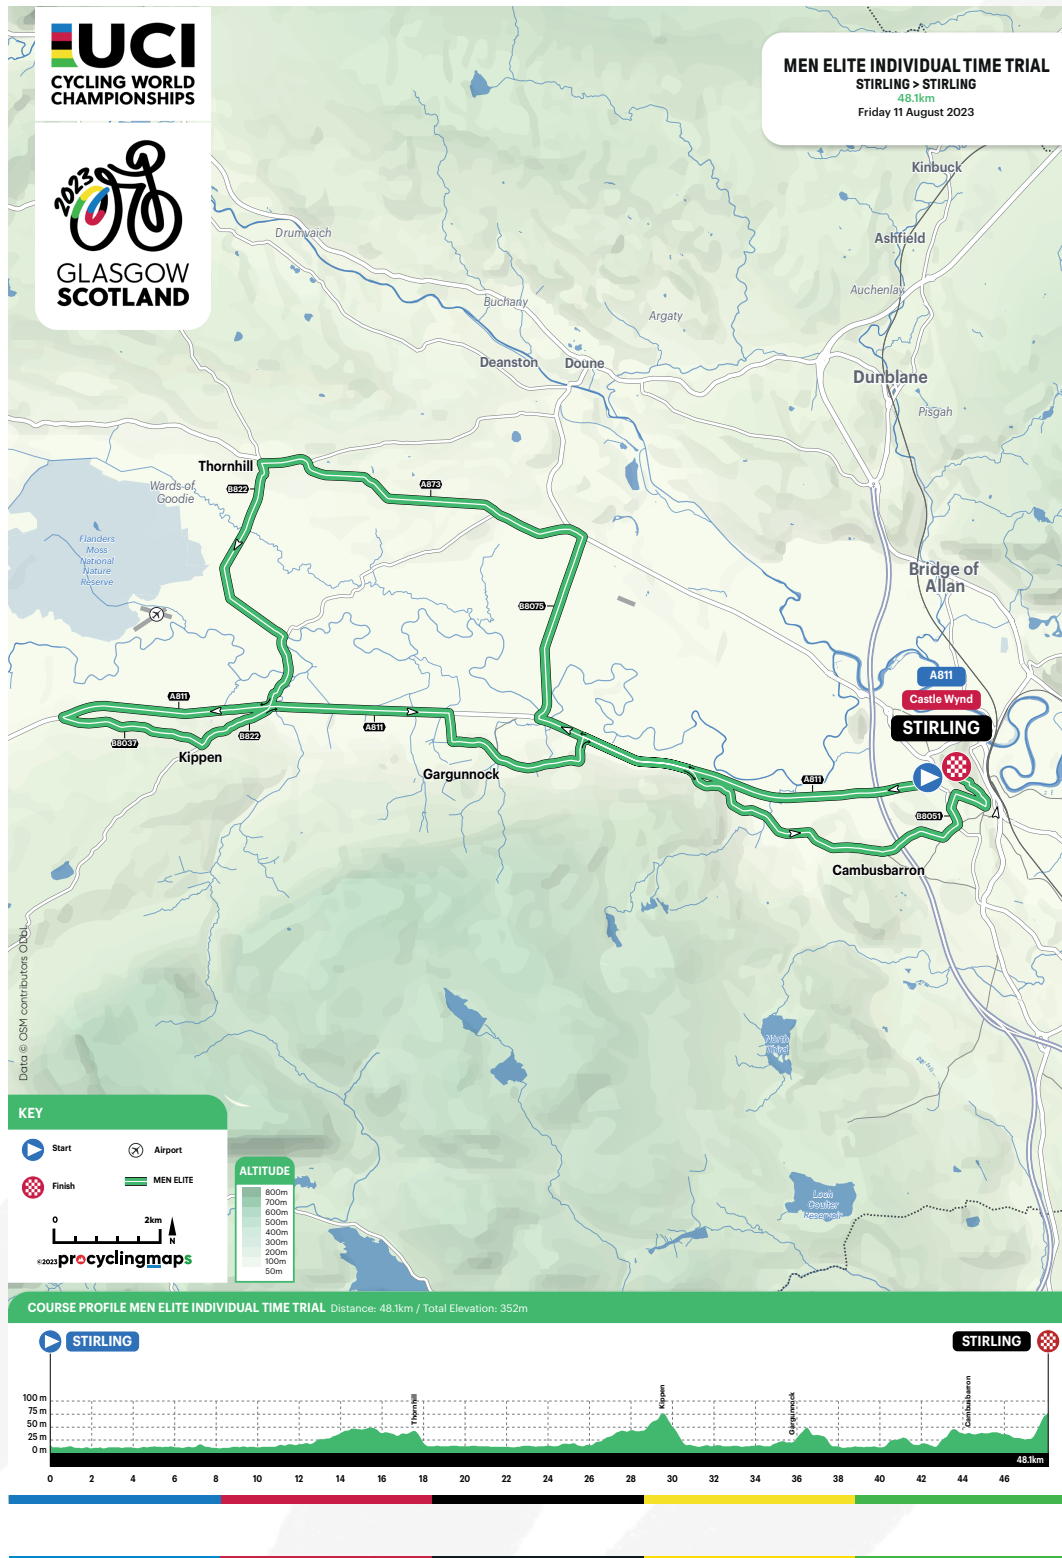 UCI
CYCLING WORLD
CHAMPIONSHIPS
2023
GLASGOW
SCOTLAND
MEN ELITE INDIVIDUAL TIME TRIAL
STIRLING > STIRLING
48.1km
Friday 11 August 2023
Kinbuck
Drumvaich
Ashfield
Auchenlay
Buchany
Argaty
Deanston
Doune
Dunblane
Pisgah
Thornhill
B822
A873
Wards of
Goodie
Flanders
Moss
National
Nature
Reserve
Bridge of
Allan
B8075
A811
Castle Wynd
STIRLING
A811
A811
B8037
B822
Kippen
Gargunnock
A811
B8051
Cambusbarron
North
Third
Loch
Coulter
Reservoir
Data © OSM contributors ODbL
KEY
Start
Airport
Finish
MEN ELITE
0 2km
N
©2023 procyclingmaps
ALTITUDE
800m
700m
600m
500m
400m
300m
200m
100m
50m
COURSE PROFILE MEN ELITE INDIVIDUAL TIME TRIAL Distance: 48.1km / Total Elevation: 352m
STIRLING
STIRLING
100 m
75 m
50 m
25 m
0 m
Thornhill
Kippen
Gargunnock
Cambusbarron
48.1km
0 2 4 6 8 10 12 14 16 18 20 22 24 26 28 30 32 34 36 38 40 42 44 46